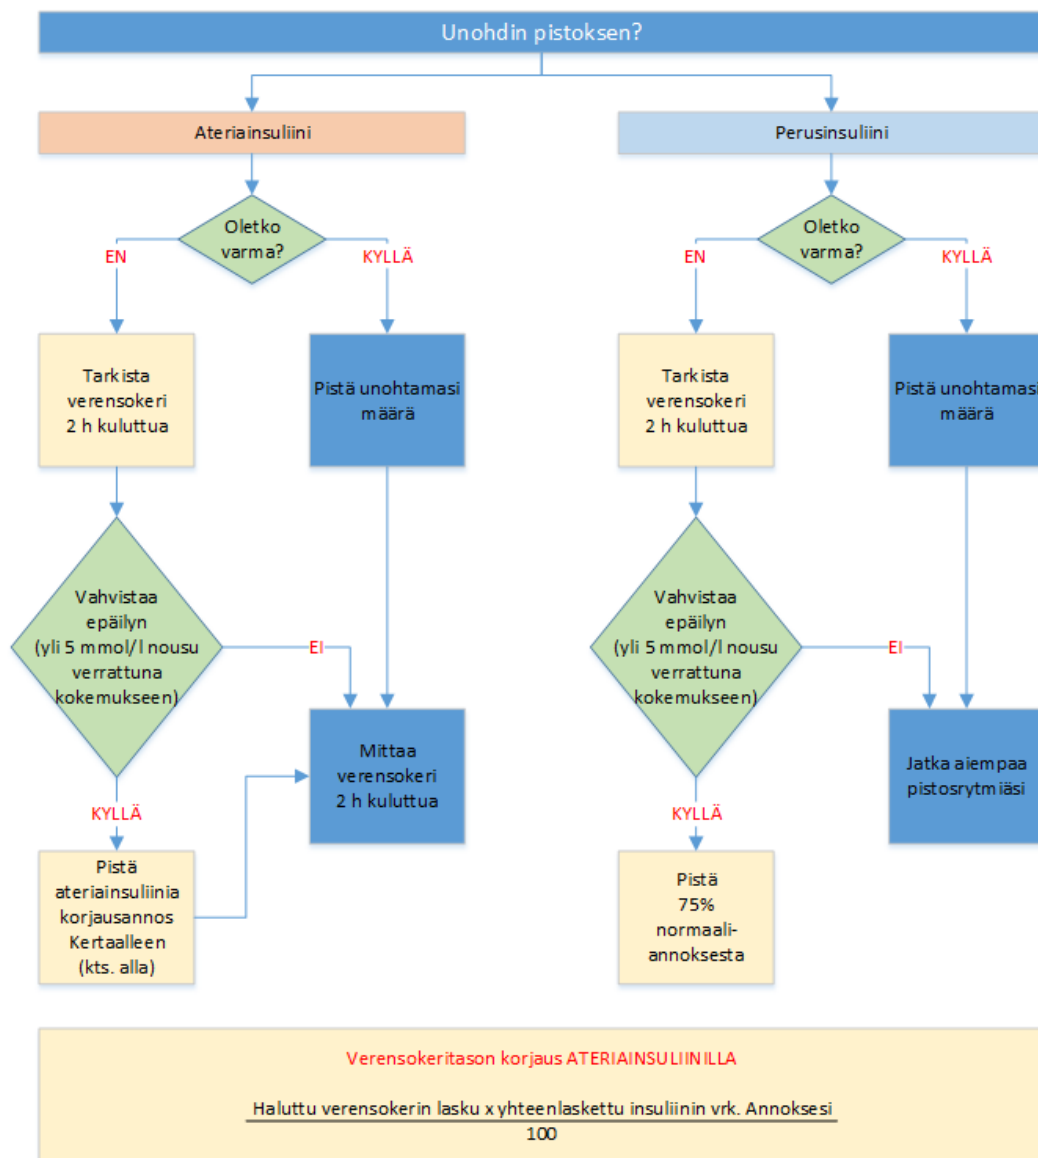 Unohdin pistoksen?
Ateriainsuliini
Perusinsuliini
Oletko
varma?
EN
KYLLÄ
Oletko
varma?
EN
KYLLÄ
Tarkista
verensokeri
2 h kuluttua
Pistä unohtamasi
määrä
Tarkista
verensokeri
2 h kuluttua
Pistä unohtamasi
määrä
Vahvistaa
epäilyn
(yli 5 mmol/l nousu
verrattuna
kokemukseen)
EI
Vahvistaa
epäilyn
(yli 5 mmol/l nousu
verrattuna
kokemukseen)
EI
Mittaa
verensokeri
2 h kuluttua
Jatka aiempaa
pistosrytmiäsi
KYLLÄ
KYLLÄ
Pistä
ateriainsuliinia
korjausannos
Kertaalleen
(kts. alla)
Pistä
75%
normaali-
annoksesta
Verensokeritason korjaus ATERIAINSULIINILLA
Haluttu verensokerin lasku x yhteenlaskettu insuliinin vrk. Annoksesi
100